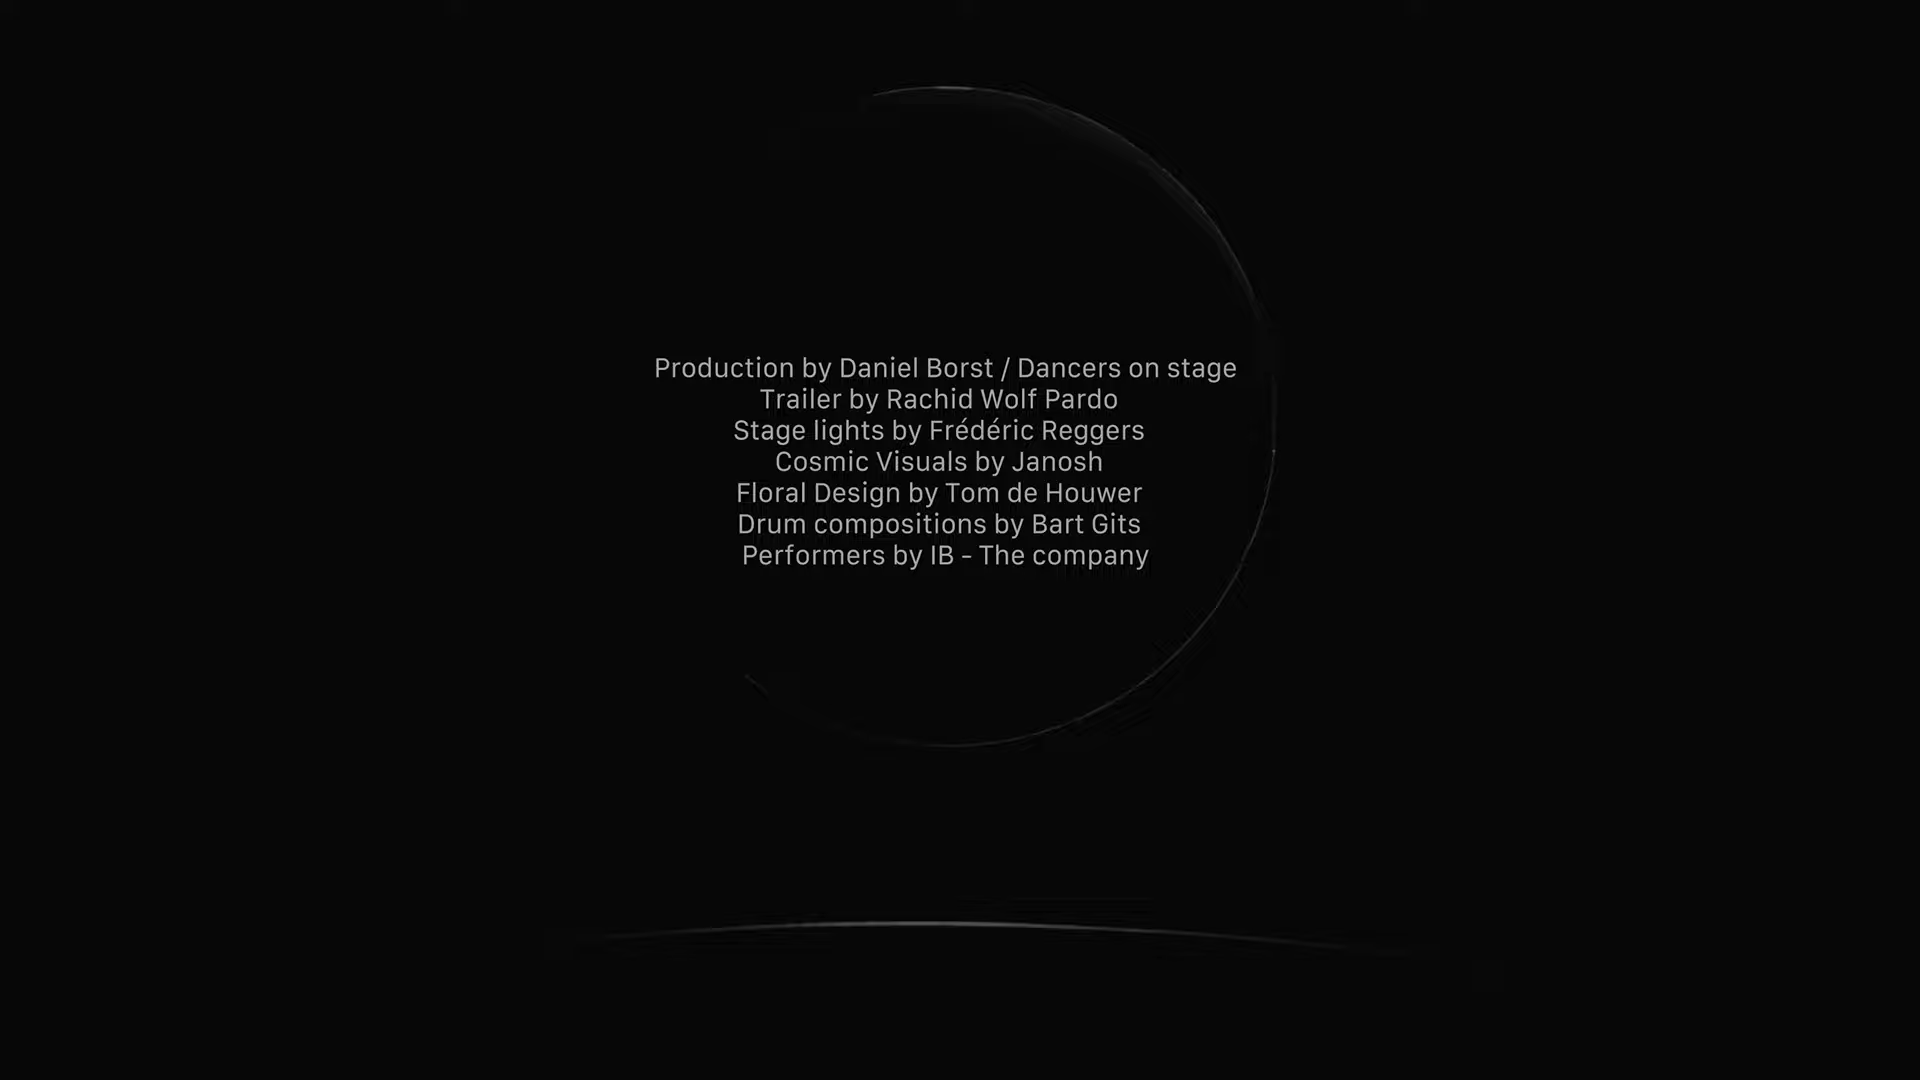 Production by Daniel Borst / Dancers on stage
Trailer by Rachid Wolf Pardo
Stage lights by Frédéric Reggers
Cosmic Visuals by Janosh
Floral Design by Tom de Houwer
Drum compositions by Bart Gits
Performers by IB - The company